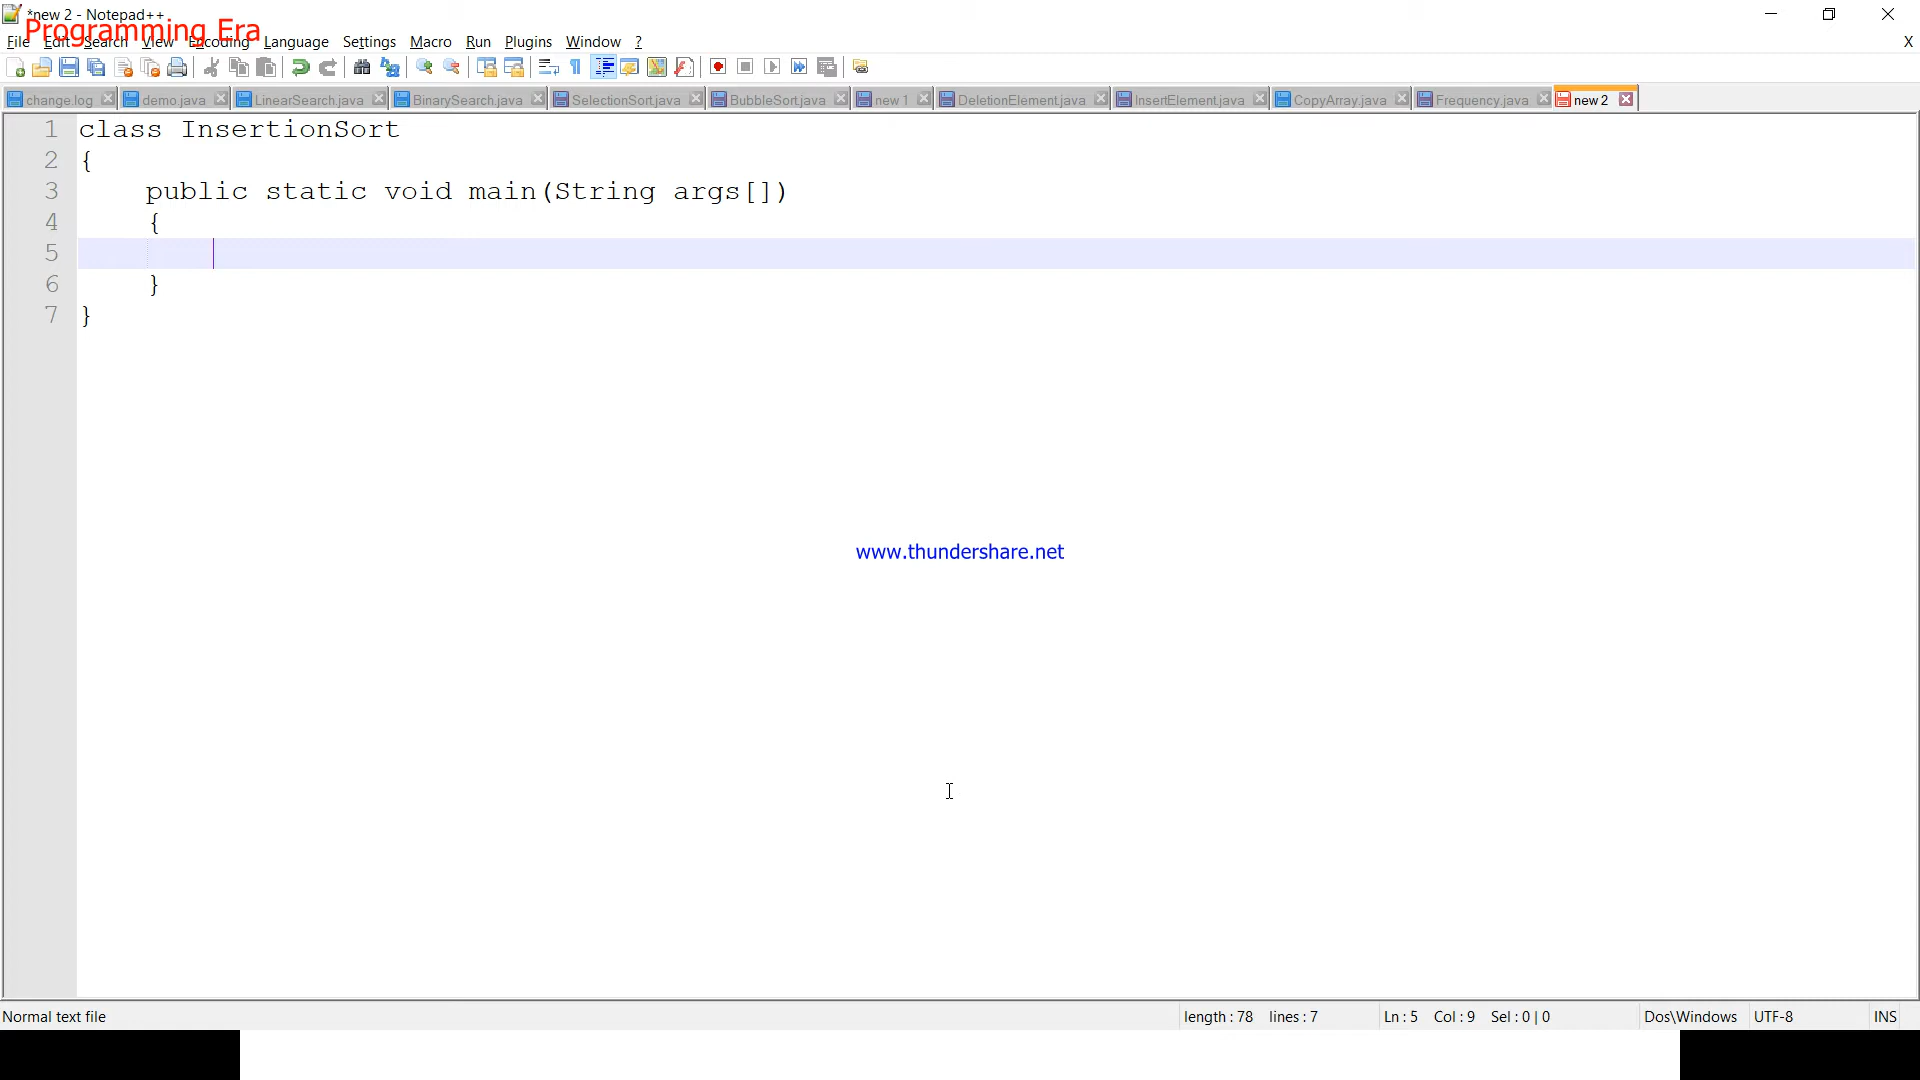 *new 2 - Notepad++
Programming Era
File Edit Search View Encoding Language Settings Macro Run Plugins Window ? X
change.log demo.java LinearSearch.java BinarySearch.java SelectionSort.java BubbleSort.java new 1 DeletionElement.java InsertElement.java CopyArray.java Frequency.java new 2
1 class InsertionSort
2 {
3 public static void main(String args[])
4 {
5
6 }
7 }
www.thundershare.net
Normal text file length : 78 lines : 7 Ln : 5 Col : 9 Sel : 0 | 0 Dos\Windows UTF-8 INS